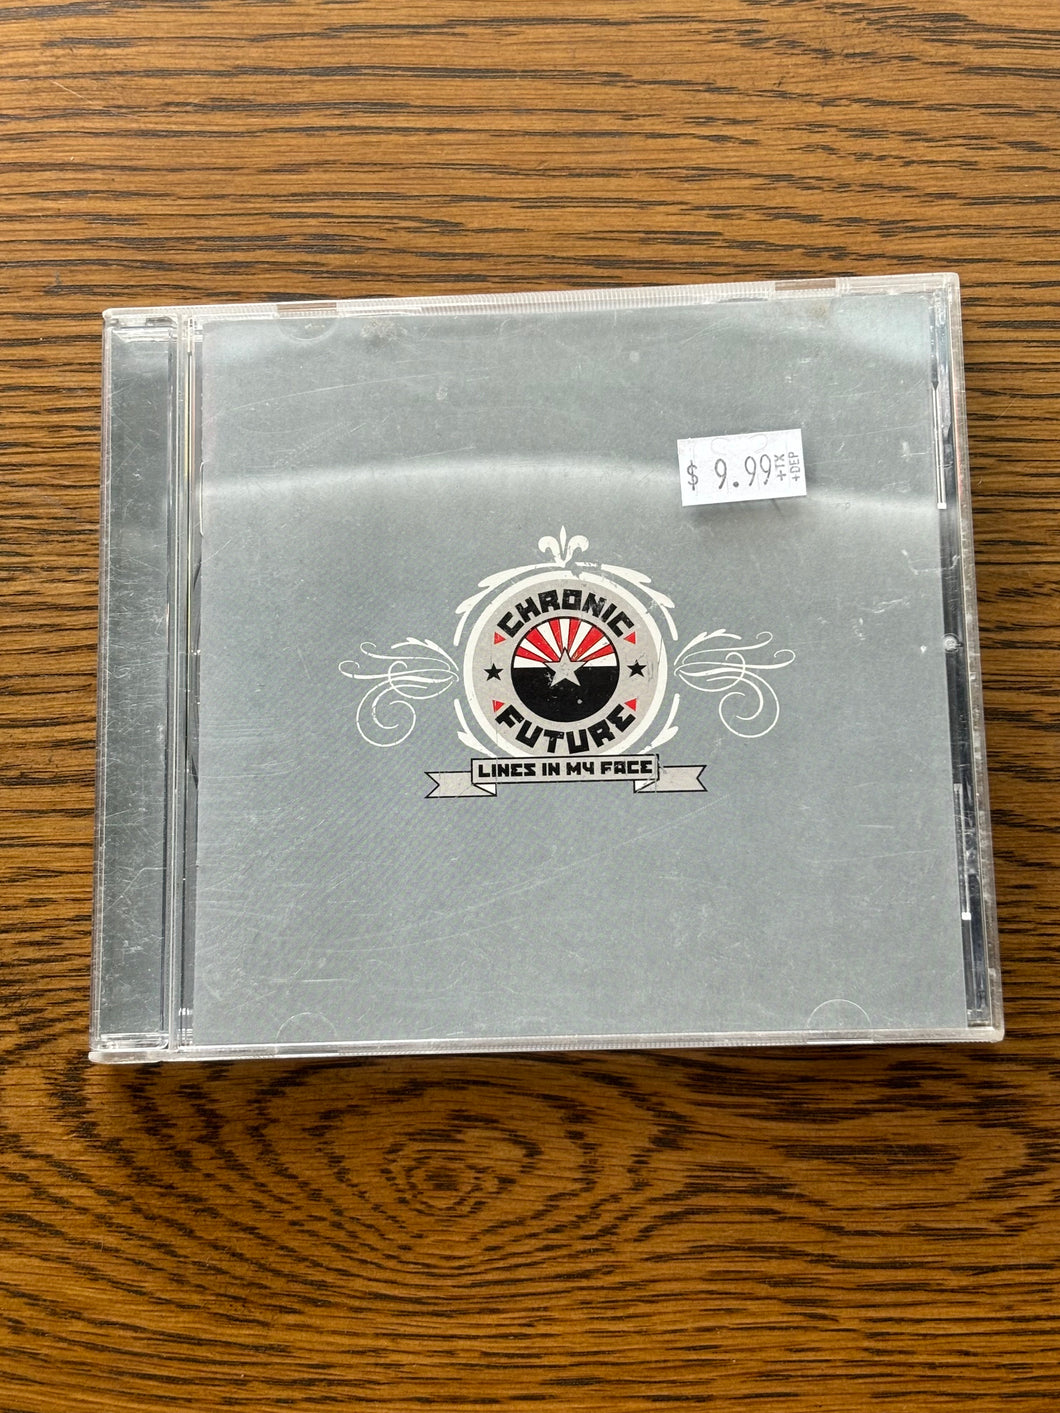 $ 9.99
+TX
+DEP
CHRONIC
FUTURE
LINES IN MY FACE